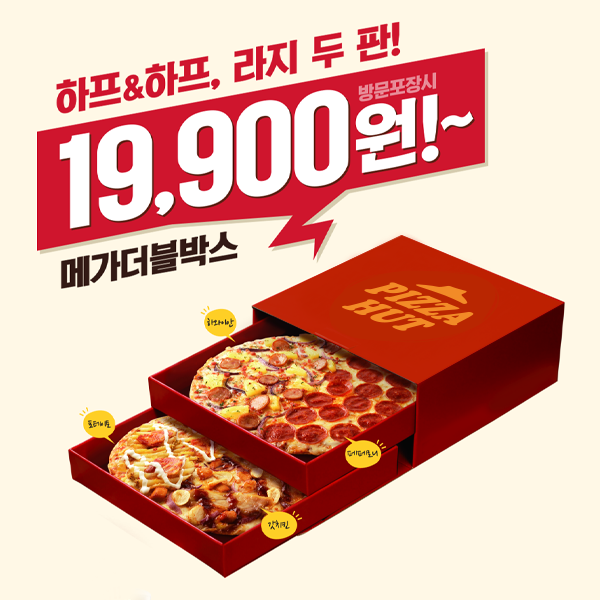 하프&하프, 라지 두 판!
방문포장시
19,900원!~
메가더블박스
PIZZA
HUT
하와이안
페페로니
포테이토
갓치킨